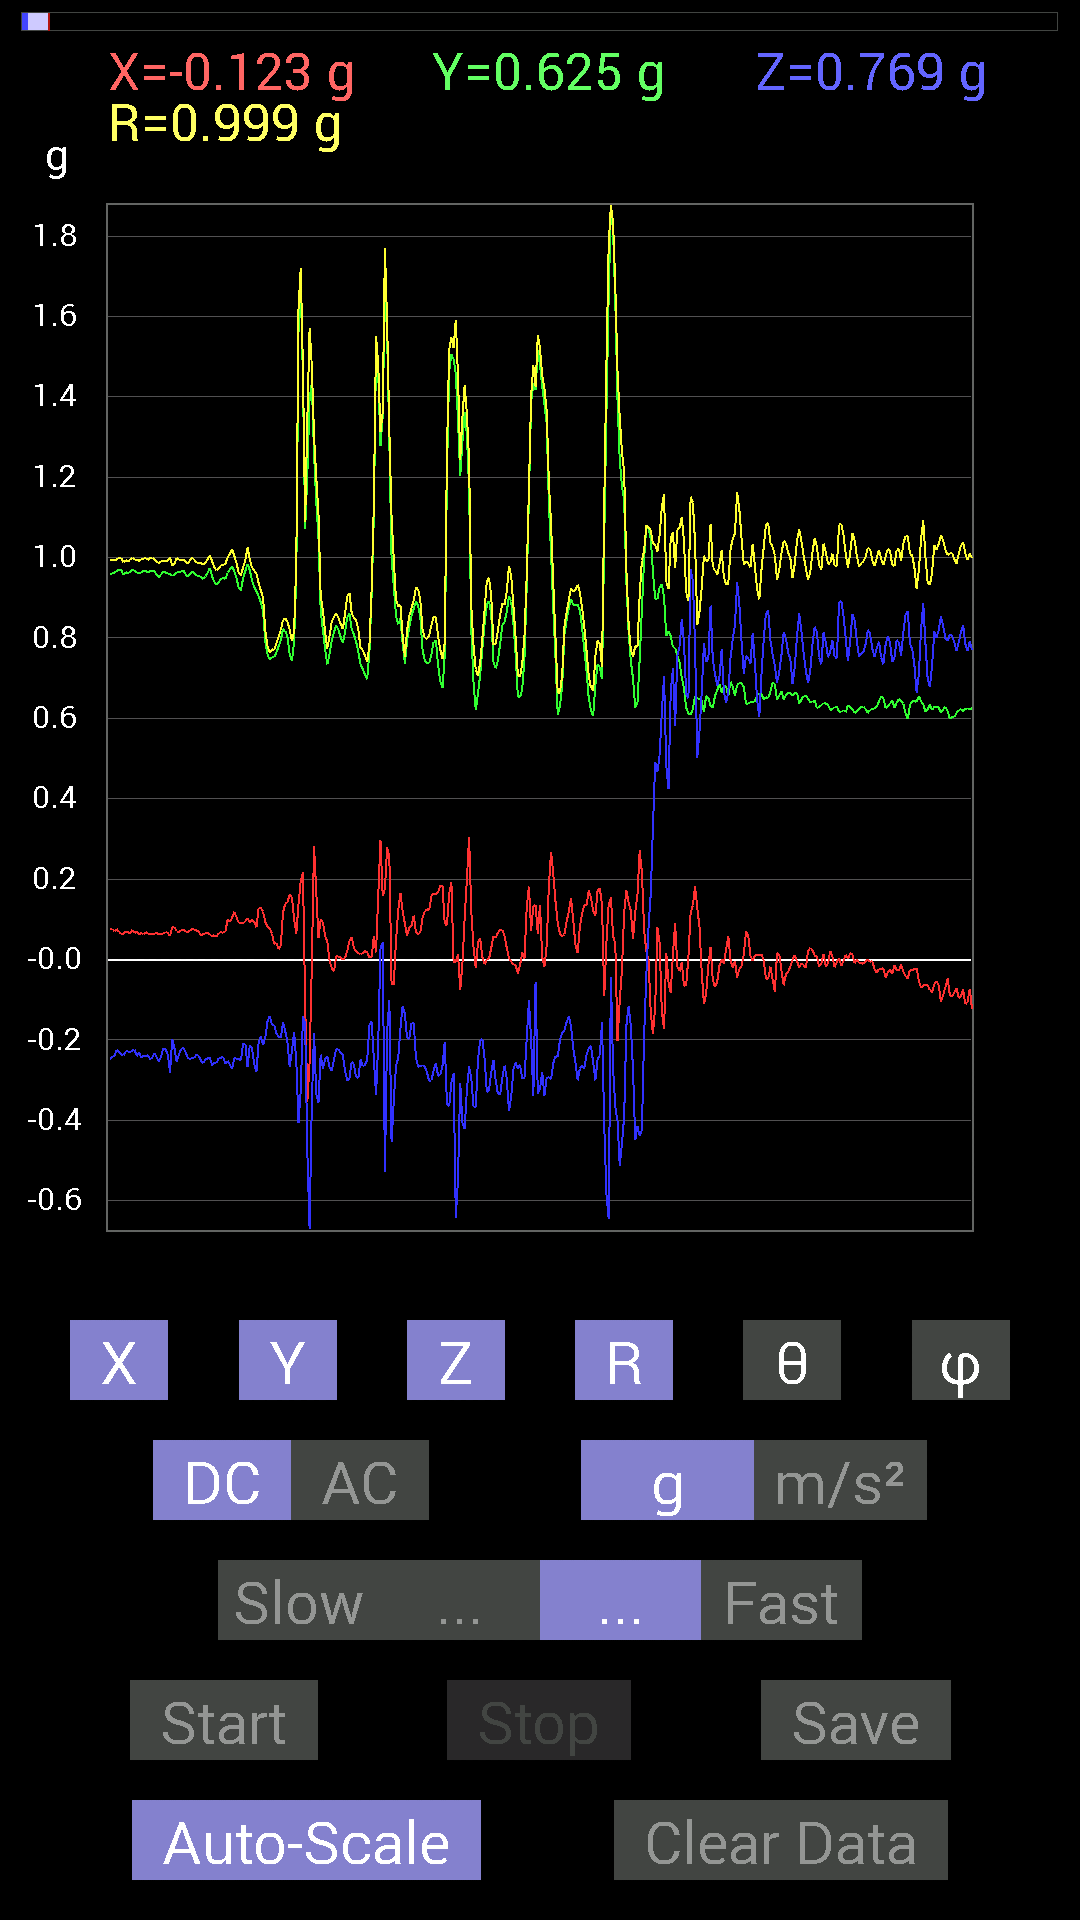 X=-0.123 g Y=0.625 g Z=0.769 g
R=0.999 g
g
1.8
1.6
1.4
1.2
1.0
0.8
0.6
0.4
0.2
-0.0
-0.2
-0.4
-0.6
X Y Z R θ φ
DC AC g m/s²
Slow ... ... Fast
Start Stop Save
Auto-Scale Clear Data